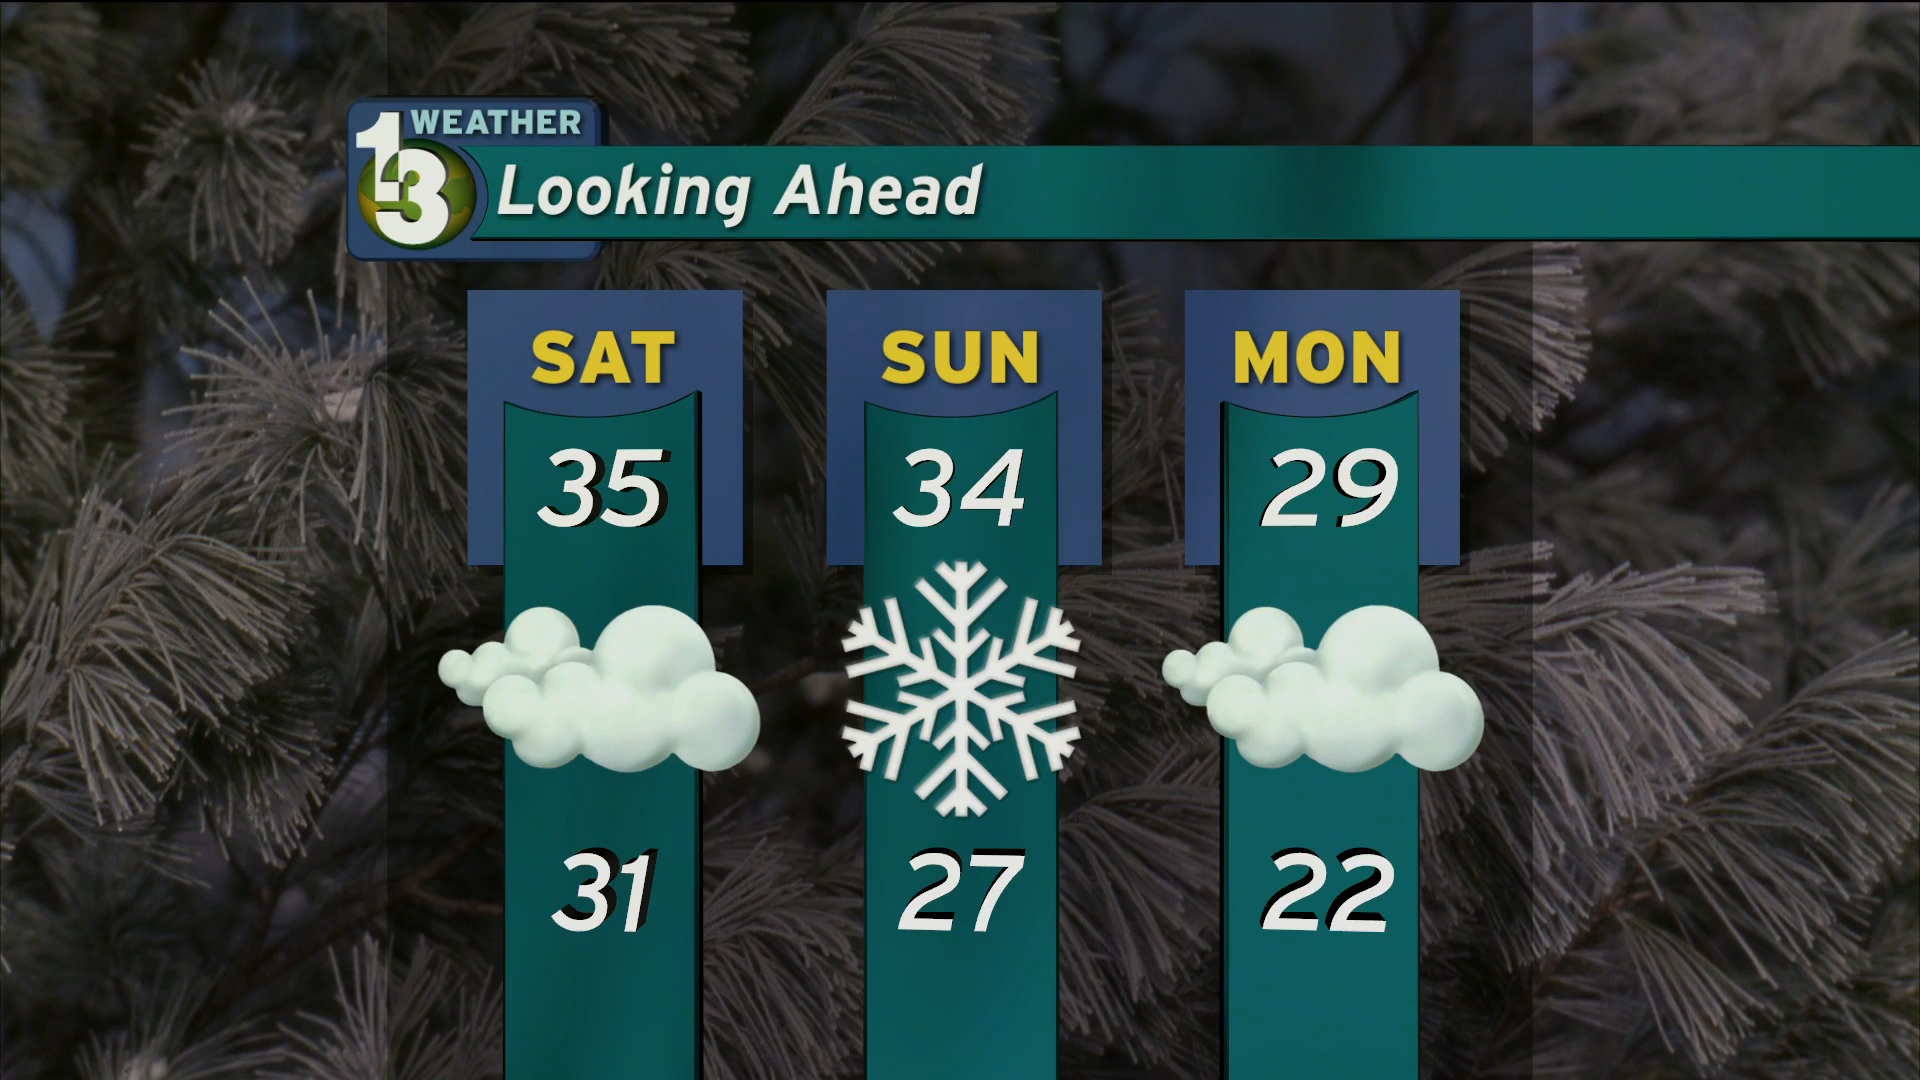 WEATHER
13
Looking Ahead
SAT SUN MON
35 34 29
31 27 22